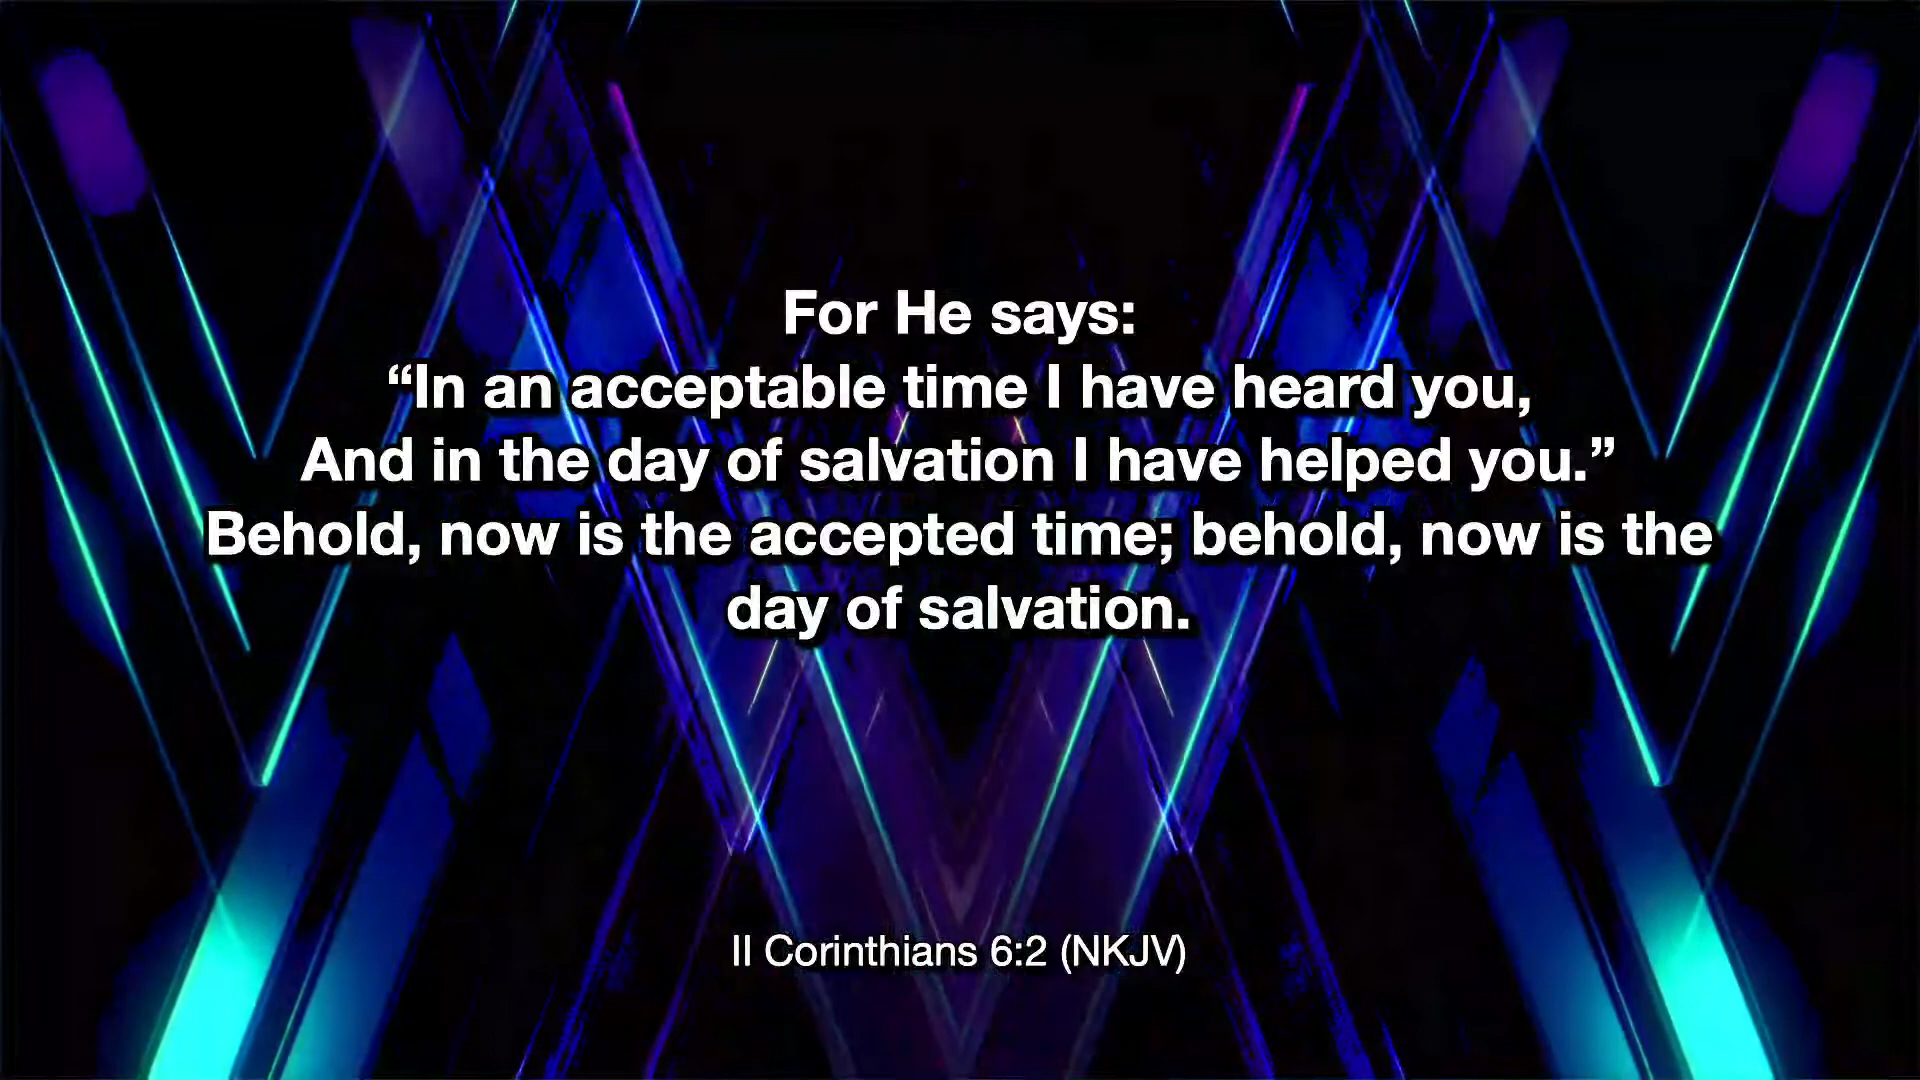 For He says:
“In an acceptable time I have heard you,
And in the day of salvation I have helped you.”
Behold, now is the accepted time; behold, now is the
day of salvation.
II Corinthians 6:2 (NKJV)